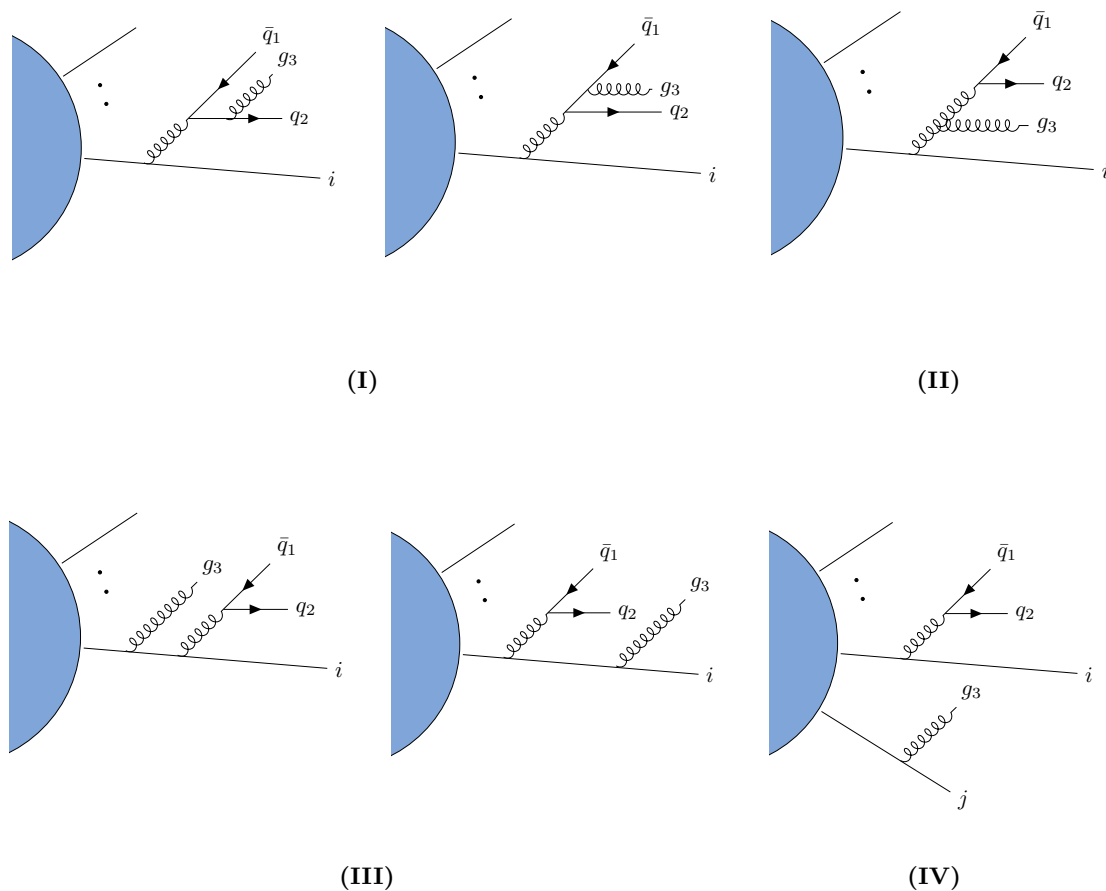 q̄₁
g₃
q₂
i
q̄₁
g₃
q₂
i
q̄₁
q₂
g₃
i
(I)
(II)
g₃
q̄₁
q₂
i
q̄₁
g₃
q₂
i
q̄₁
q₂
i
g₃
j
(III)
(IV)